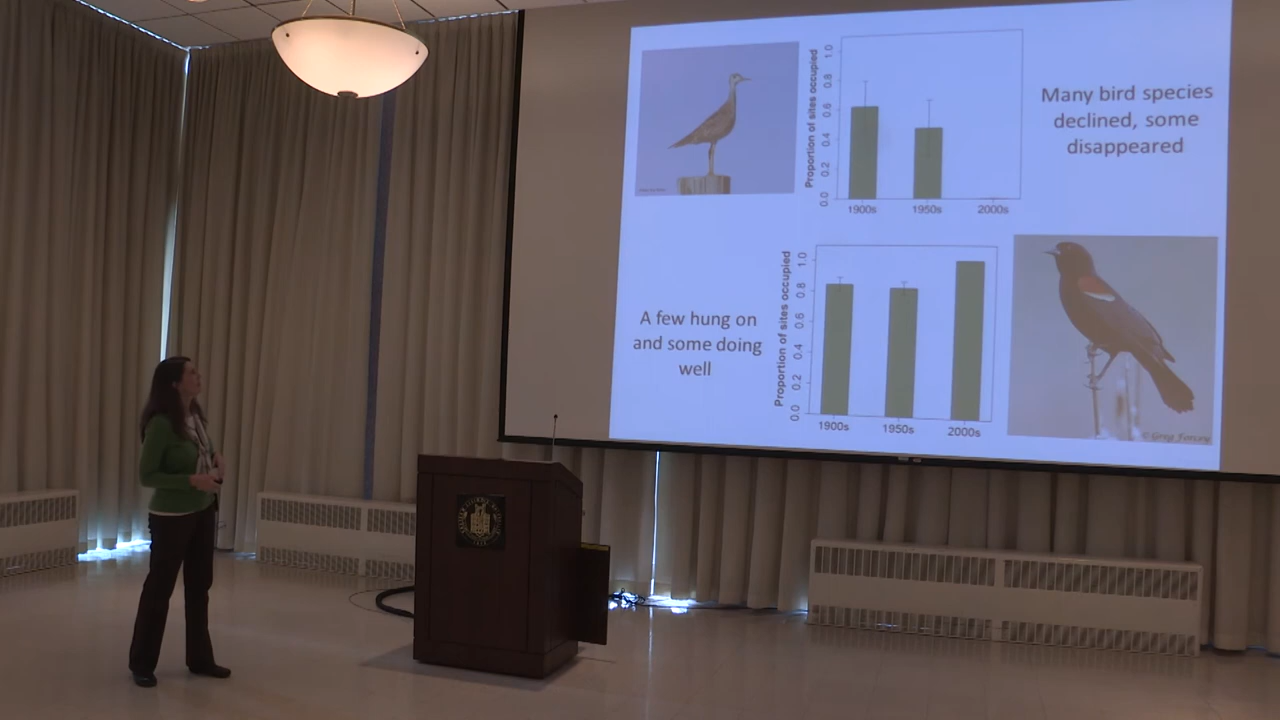 Proportion of sites occupied
0.0 0.2 0.4 0.6 0.8 1.0
1900s 1950s 2000s
Many bird species
declined, some
disappeared
A few hung on
and some doing
well
Proportion of sites occupied
0.0 0.2 0.4 0.6 0.8 1.0
1900s 1950s 2000s